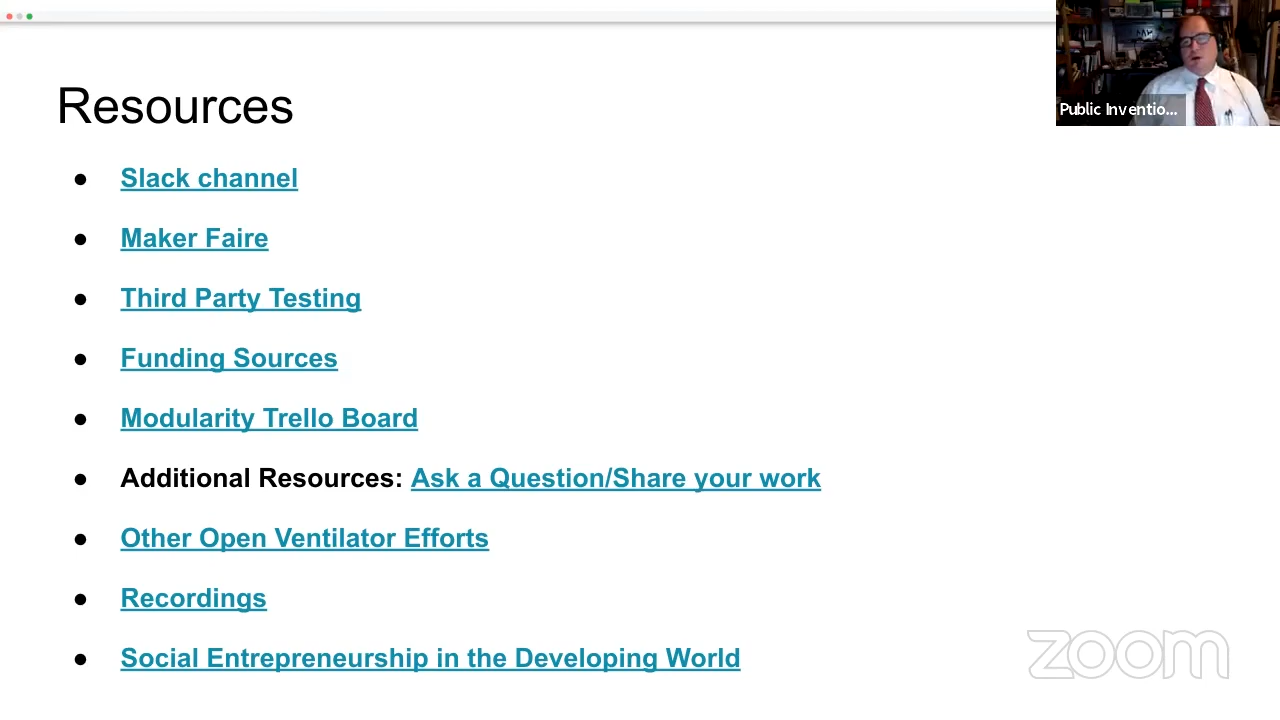 Public Inventio...
Resources
● Slack channel
● Maker Faire
● Third Party Testing
● Funding Sources
● Modularity Trello Board
● Additional Resources: Ask a Question/Share your work
● Other Open Ventilator Efforts
● Recordings
● Social Entrepreneurship in the Developing World
zoom